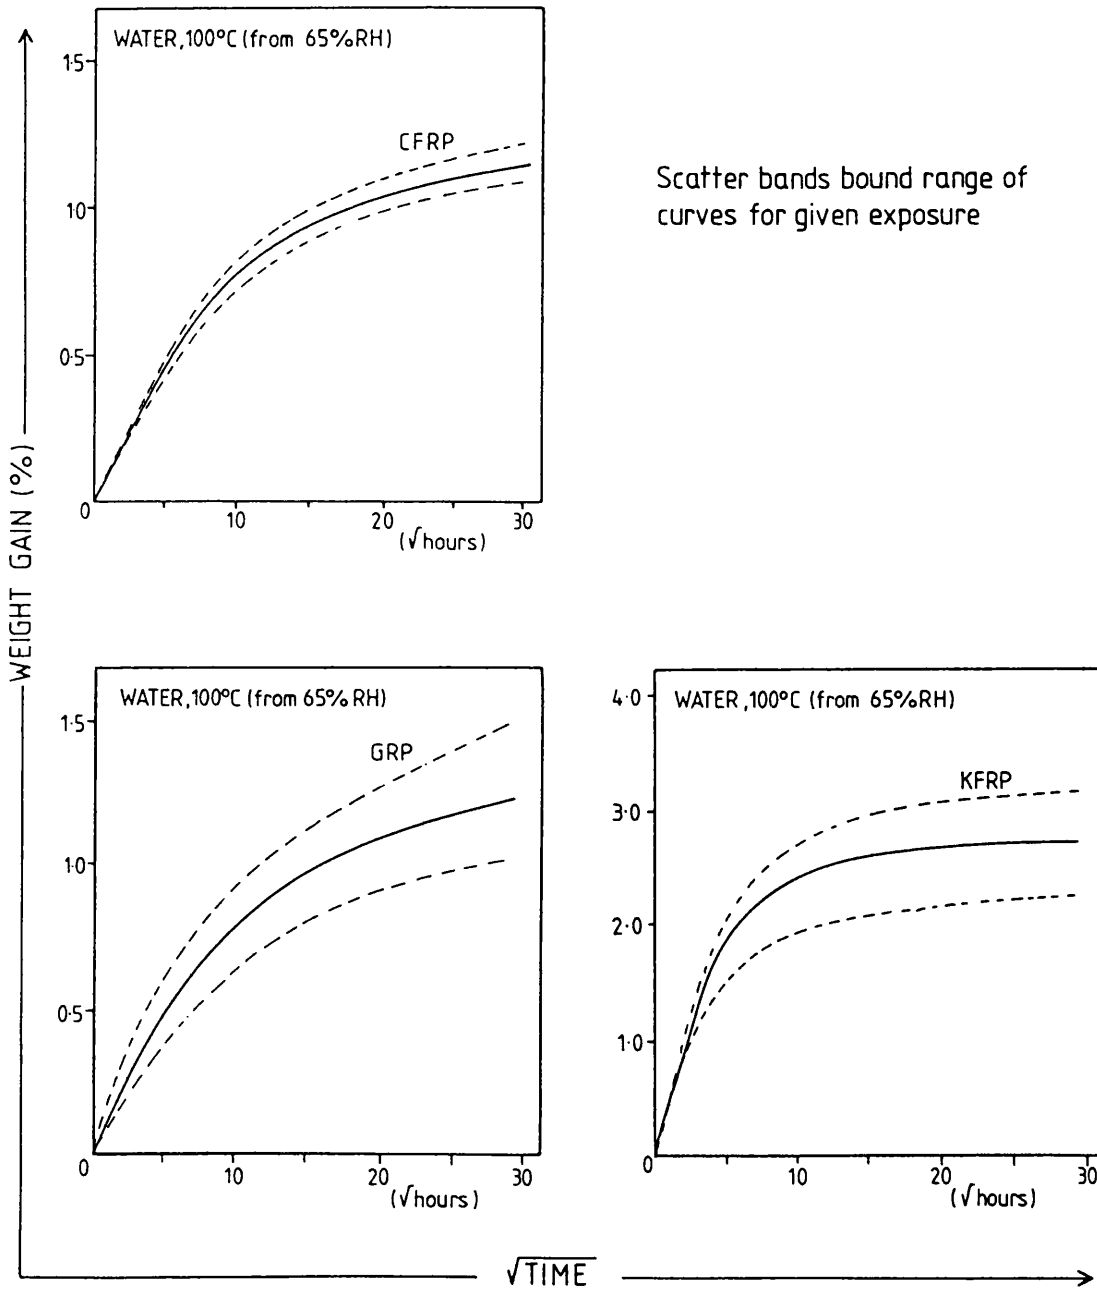 WATER,100°C (from 65%RH)
1·5
CFRP
1·0
0·5
0
10
20
30
(√hours)
Scatter bands bound range of
curves for given exposure
WEIGHT GAIN (%)
WATER,100°C (from 65%RH)
1·5
GRP
1·0
0·5
0
10
20
30
(√hours)
4·0
WATER,100°C (from 65%RH)
KFRP
3·0
2·0
1·0
0
10
20
30
(√hours)
√TIME